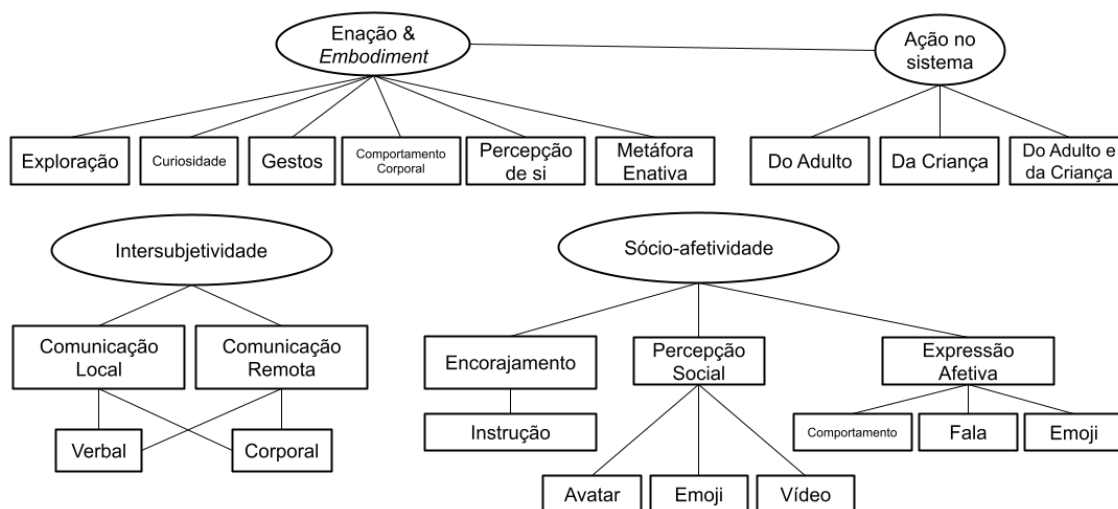 Enação &
Embodiment
Ação no
sistema
Exploração
Curiosidade
Gestos
Comportamento
Corporal
Percepção
de si
Metáfora
Enativa
Do Adulto
Da Criança
Do Adulto e
da Criança
Intersubjetividade
Sócio-afetividade
Comunicação
Local
Comunicação
Remota
Encorajamento
Percepção
Social
Expressão
Afetiva
Verbal
Corporal
Instrução
Comportamento
Fala
Emoji
Avatar
Emoji
Vídeo